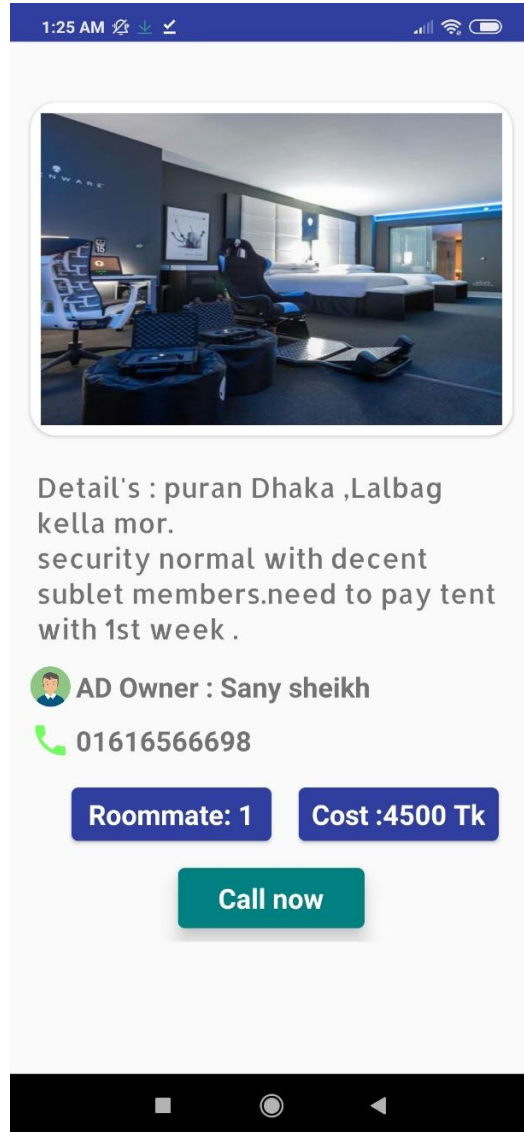 1:25 AM
ENWARE
Detail's : puran Dhaka ,Lalbag
kella mor.
security normal with decent
sublet members.need to pay tent
with 1st week .
AD Owner : Sany sheikh
01616566698
Roommate: 1
Cost :4500 Tk
Call now